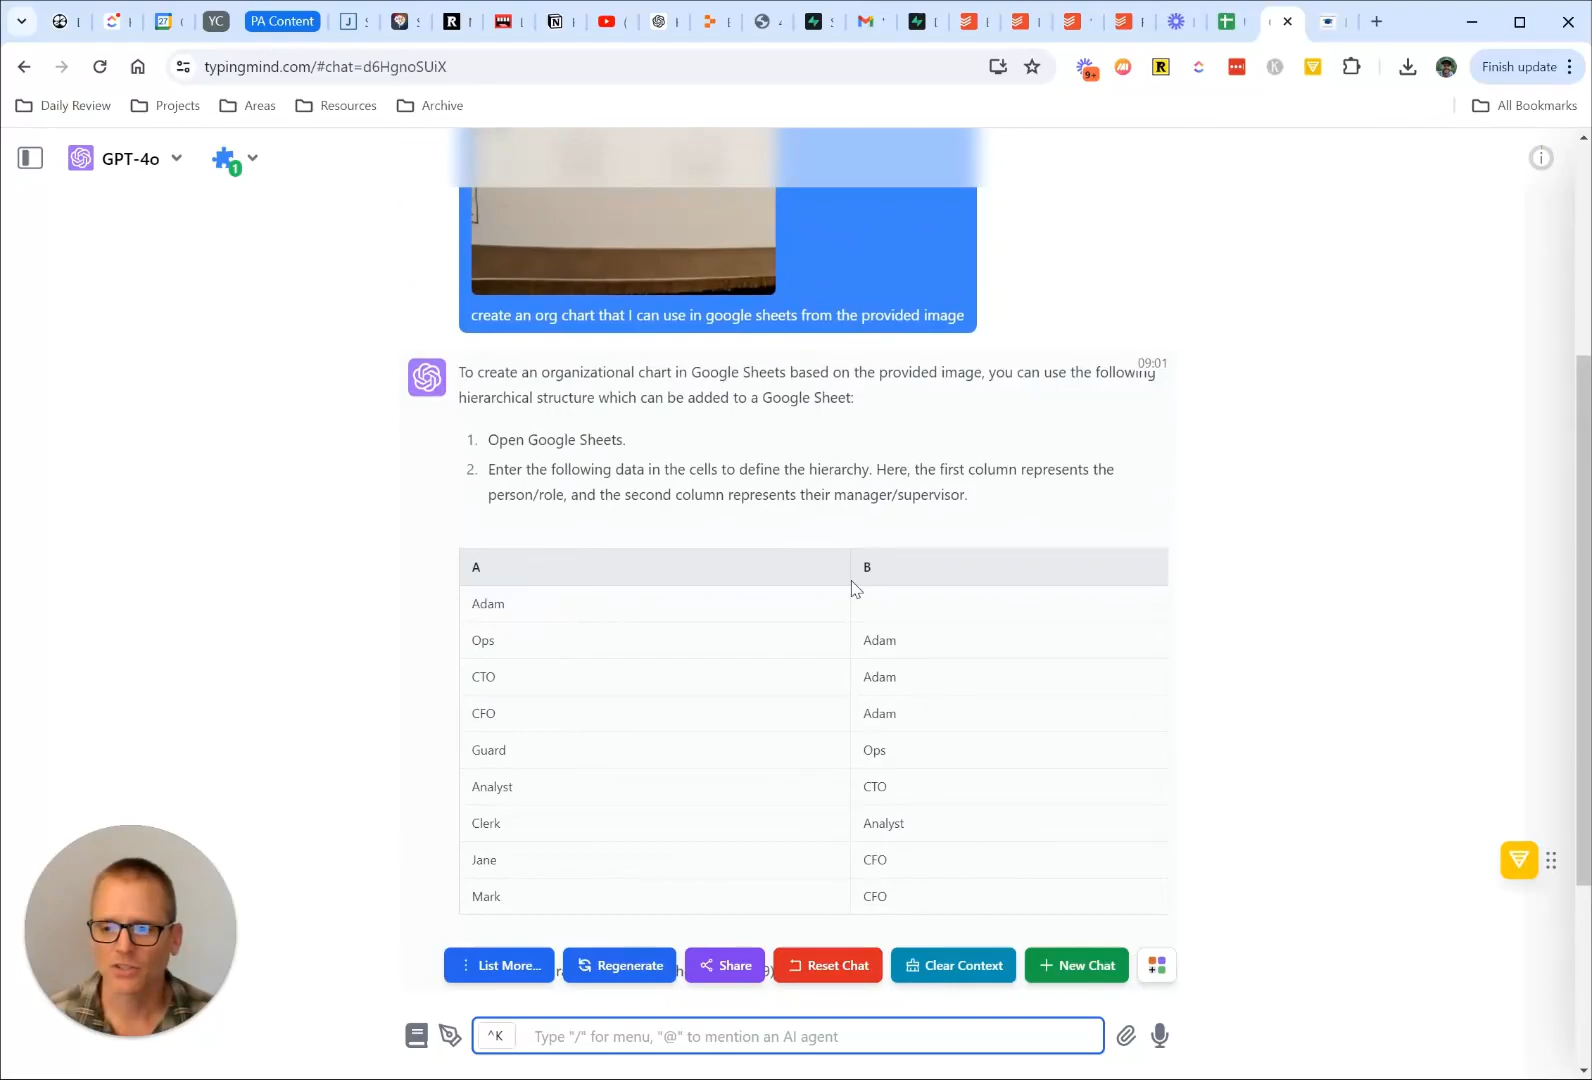 YC
PA Content
typingmind.com/#chat=d6HgnoSUiX
9+
Finish update
Daily Review
Projects
Areas
Resources
Archive
All Bookmarks
GPT-4o
1
create an org chart that I can use in google sheets from the provided image
09:01
To create an organizational chart in Google Sheets based on the provided image, you can use the following
hierarchical structure which can be added to a Google Sheet:
1. Open Google Sheets.
2. Enter the following data in the cells to define the hierarchy. Here, the first column represents the
person/role, and the second column represents their manager/supervisor.
A B
Adam
Ops Adam
CTO Adam
CFO Adam
Guard Ops
Analyst CTO
Clerk Analyst
Jane CFO
Mark CFO
List More...
Regenerate
Share
Reset Chat
Clear Context
New Chat
^K
Type "/" for menu, "@" to mention an AI agent